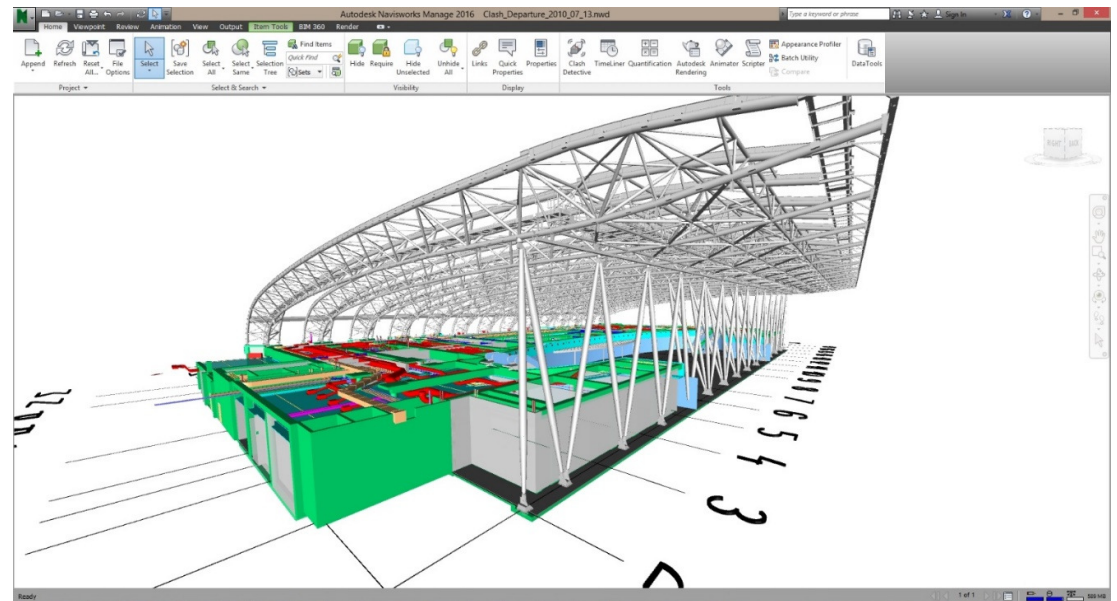 Autodesk Navisworks Manage 2016 Clash_Departure_2010_07_13.nwd
Type a keyword or phrase
Sign In
Home Viewpoint Review Animation View Output Item Tools BIM 360 Render
Append
Refresh
Reset All...
File Options
Select
Save Selection
Select All
Select Same
Selection Tree
Find Items
Quick Find
Sets
Hide
Require
Hide Unselected
Unhide All
Links
Quick Properties
Properties
Clash Detective
TimeLiner
Quantification
Autodesk Rendering
Animator
Scripter
Appearance Profiler
Batch Utility
Compare
DataTools
Project
Select & Search
Visibility
Display
Tools
7
6
5
4
3
Ready
1 of 1